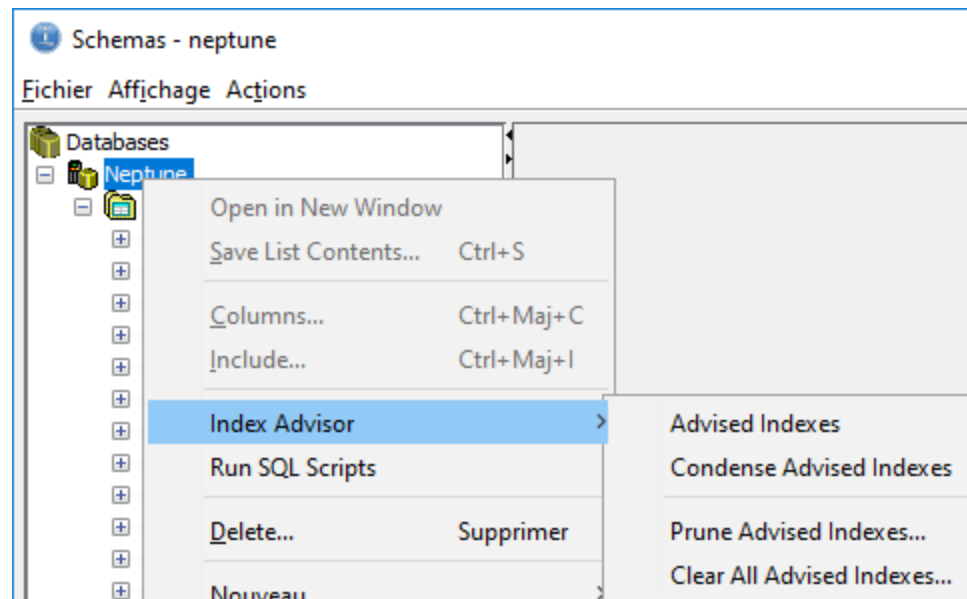 Schemas - neptune
Fichier Affichage Actions
Databases
Neptune
Open in New Window
Save List Contents... Ctrl+S
Columns... Ctrl+Maj+C
Include... Ctrl+Maj+I
Index Advisor
Advised Indexes
Run SQL Scripts
Condense Advised Indexes
Delete... Supprimer
Prune Advised Indexes...
Clear All Advised Indexes...
Nouveau